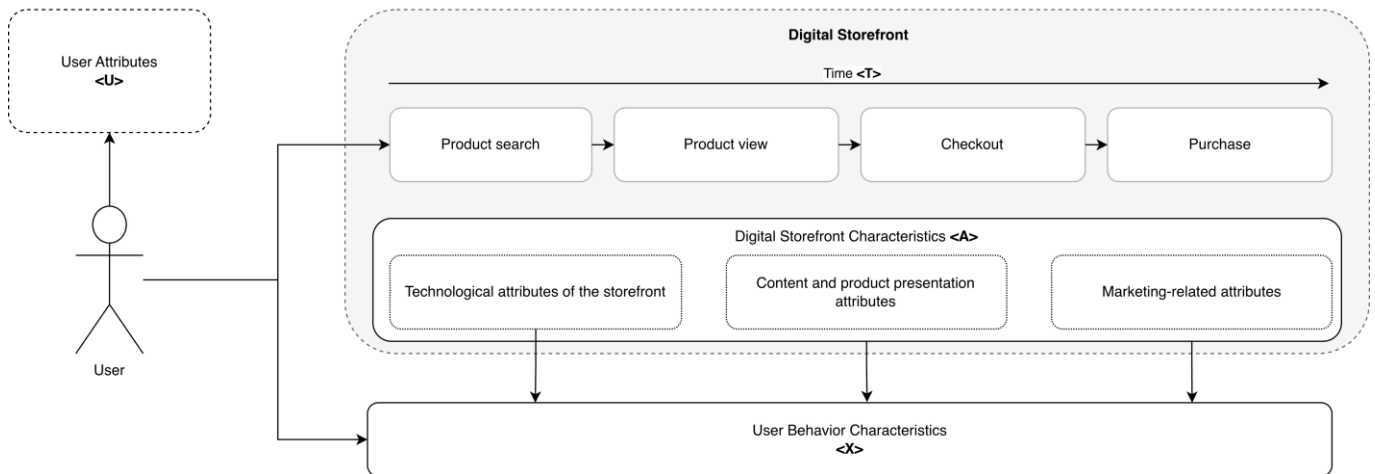 Digital Storefront
User Attributes
<U>
Time <T>
Product search
Product view
Checkout
Purchase
Digital Storefront Characteristics <A>
Technological attributes of the storefront
Content and product presentation
attributes
Marketing-related attributes
User
User Behavior Characteristics
<X>